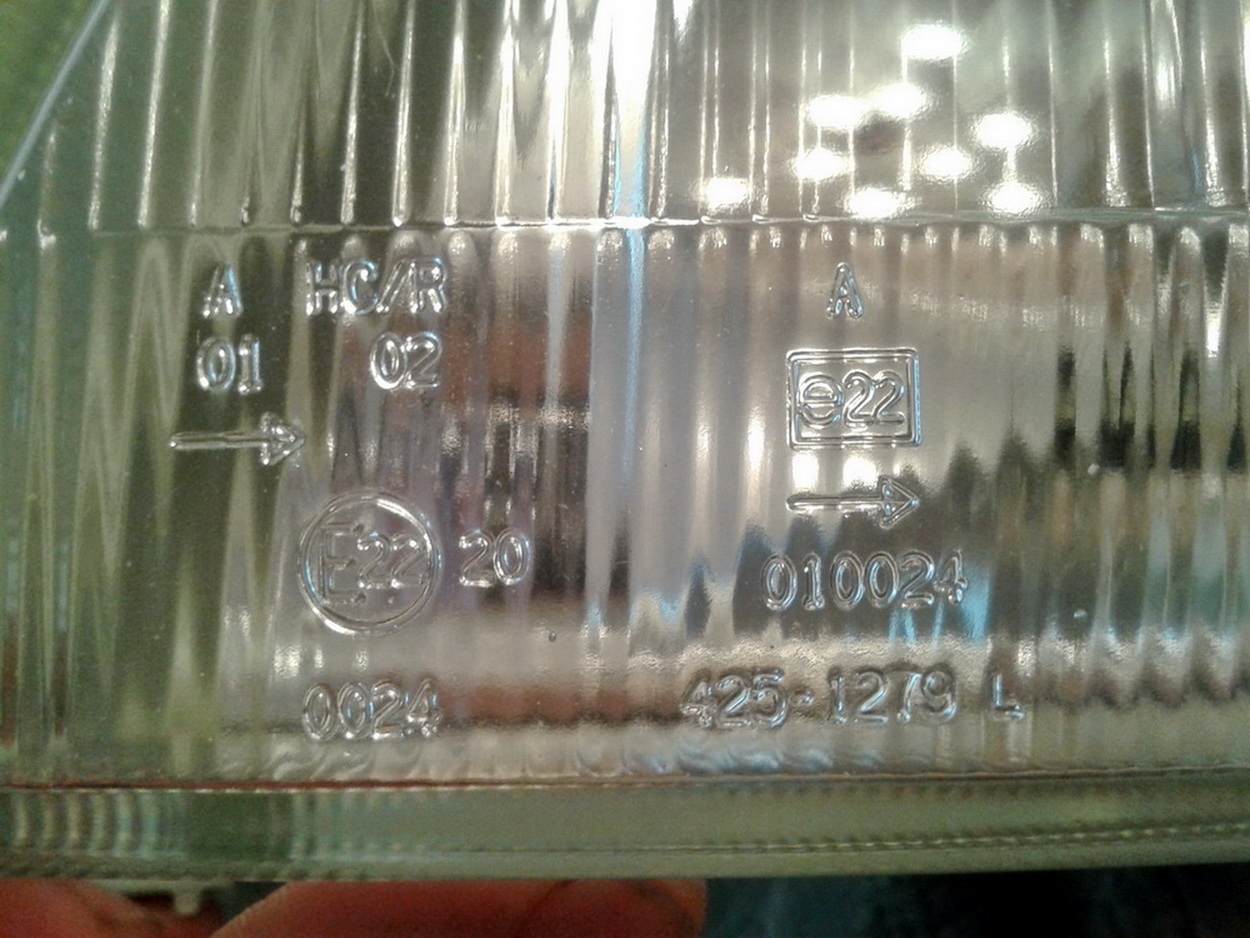 A HC/R
01 02
→
E22 20
0024
A
e22
→
010024
425-1279 L